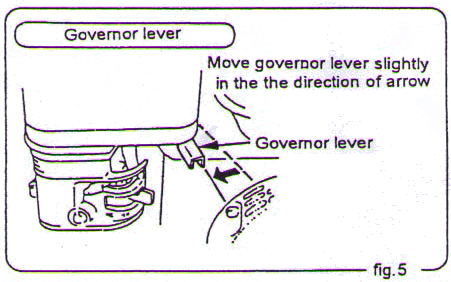 Governor lever
Move governor lever slightly
in the the direction of arrow
Governor lever
fig.5